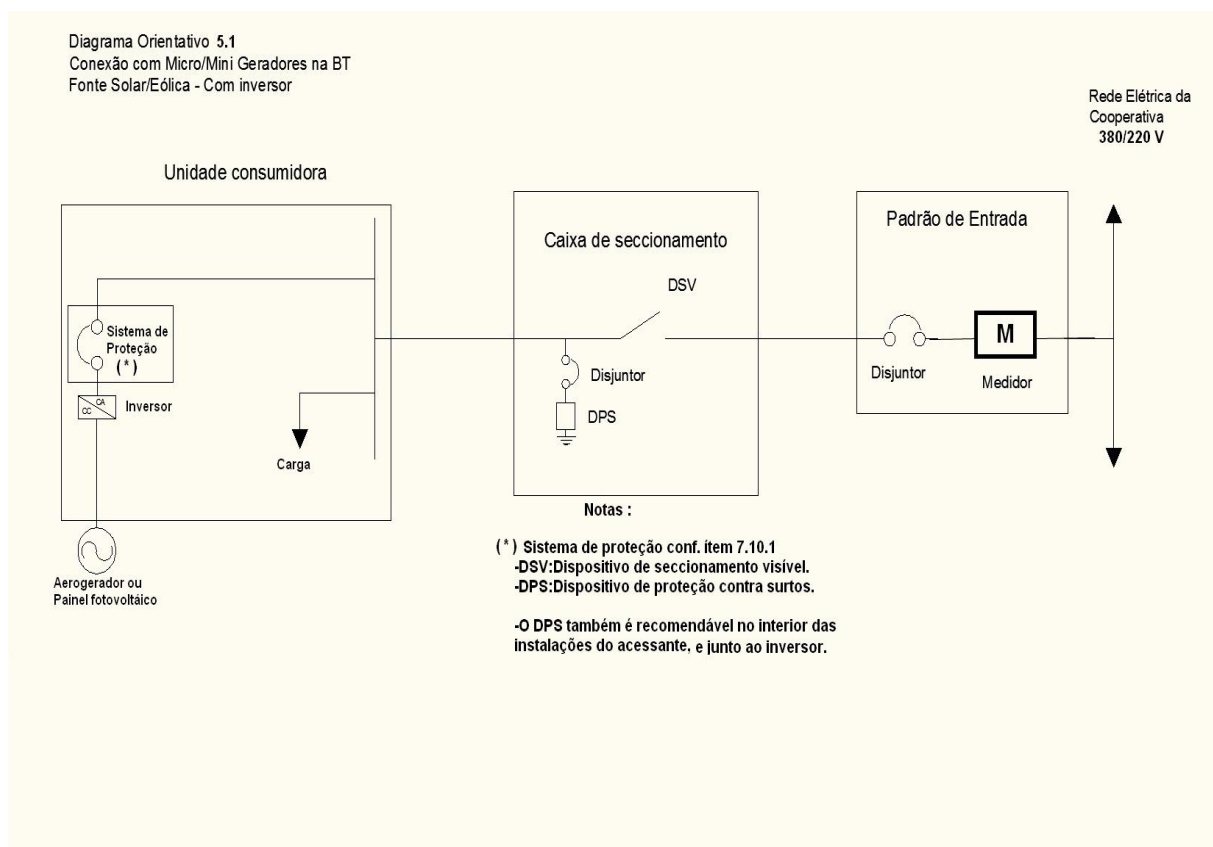 Diagrama Orientativo 5.1
Conexão com Micro/Mini Geradores na BT
Fonte Solar/Eólica - Com inversor
Rede Elétrica da
Cooperativa
380/220 V
Unidade consumidora
Caixa de seccionamento
Padrão de Entrada
DSV
Sistema de
Proteção
(*)
CA
CC
Inversor
Carga
Disjuntor
DPS
M
Disjuntor
Medidor
Aerogerador ou
Painel fotovoltáico
Notas :
(*) Sistema de proteção conf. ítem 7.10.1
-DSV:Dispositivo de seccionamento visível.
-DPS:Dispositivo de proteção contra surtos.
-O DPS também é recomendável no interior das
instalações do acessante, e junto ao inversor.